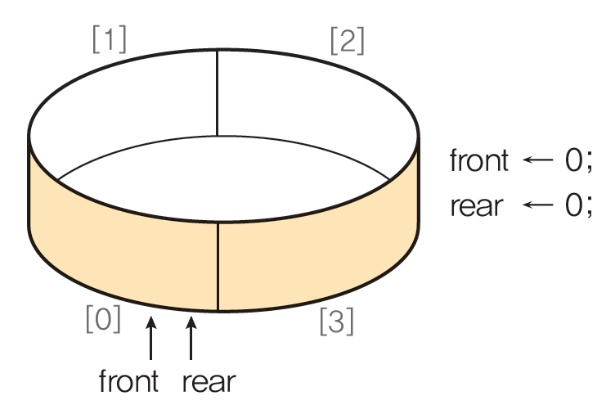 [1]
[2]
front ← 0;
rear ← 0;
[0]
[3]
front rear